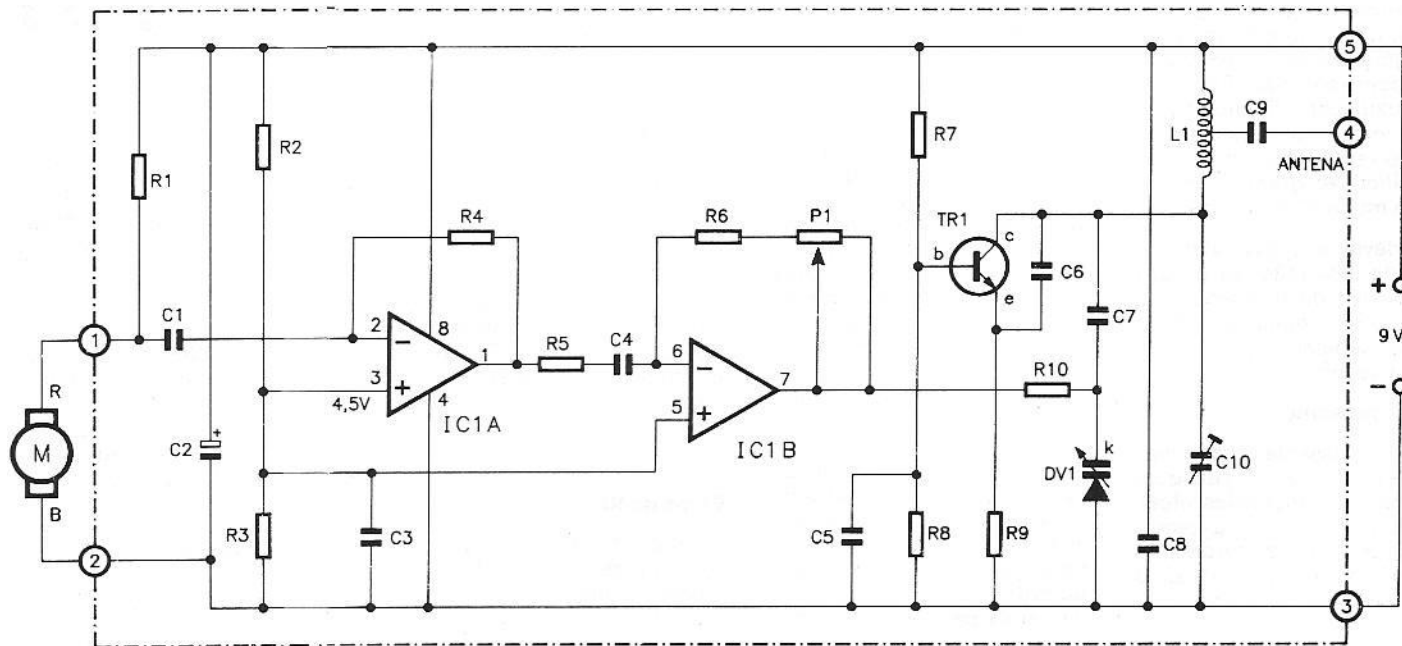 5
R7
C9
R2
L1
4
R1
ANTENA
R4
R6
P1
TR1
c
b
C6
e
+
C1
C7
9 V
1
2
8
C4
−
1
R5
6
−
3
+
7
R10
−
4,5V
4
5
+
R
IC1A
k
M
+
C2
IC1B
DV1
C10
B
R3
C3
C5
R8
R9
C8
2
3